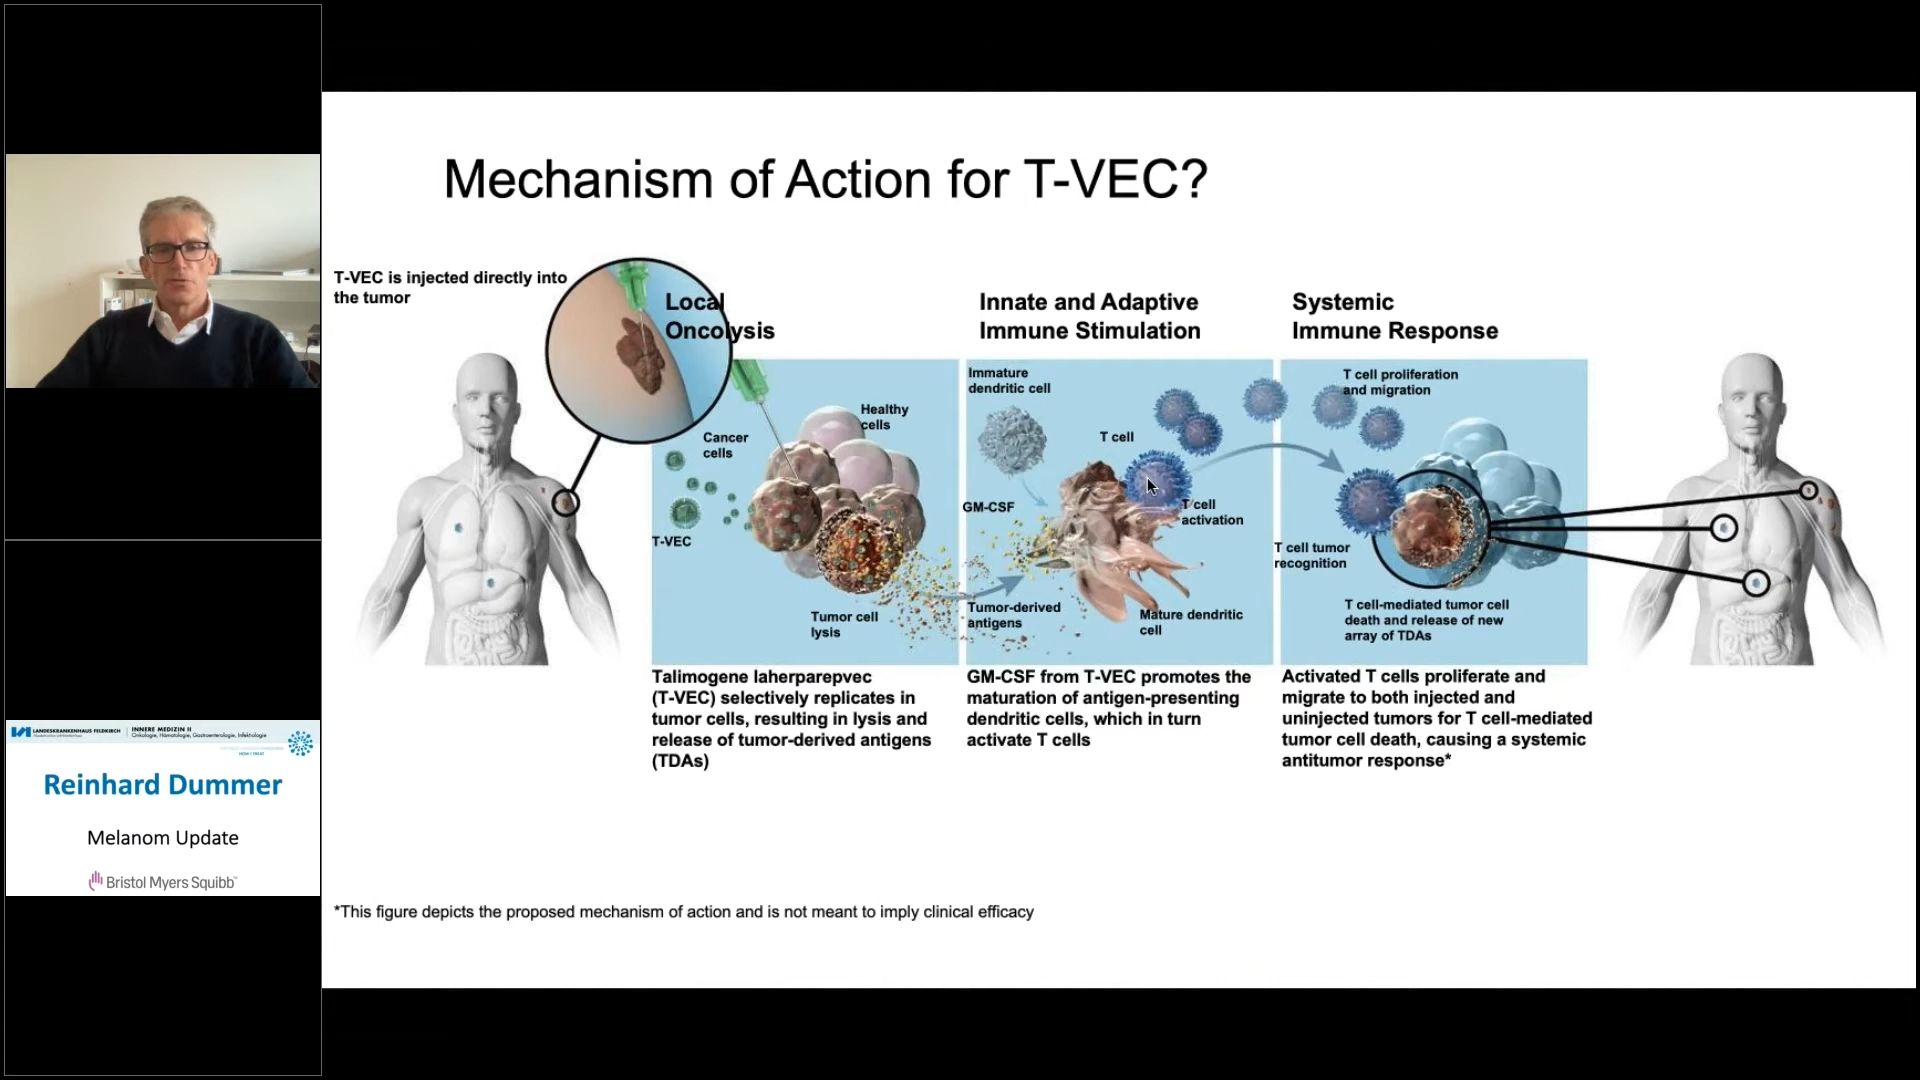 Mechanism of Action for T-VEC?
T-VEC is injected directly into
the tumor
Local
Oncolysis
Innate and Adaptive
Immune Stimulation
Systemic
Immune Response
Healthy
cells
Cancer
cells
T-VEC
Tumor cell
lysis
Immature
dendritic cell
T cell
GM-CSF
T cell
activation
Tumor-derived
antigens
Mature dendritic
cell
T cell proliferation
and migration
T cell tumor
recognition
T cell-mediated tumor cell
death and release of new
array of TDAs
Talimogene laherparepvec
(T-VEC) selectively replicates in
tumor cells, resulting in lysis and
release of tumor-derived antigens
(TDAs)
GM-CSF from T-VEC promotes the
maturation of antigen-presenting
dendritic cells, which in turn
activate T cells
Activated T cells proliferate and
migrate to both injected and
uninjected tumors for T cell-mediated
tumor cell death, causing a systemic
antitumor response*
*This figure depicts the proposed mechanism of action and is not meant to imply clinical efficacy
LANDESKRANKENHAUS FELDKIRCH
INNERE MEDIZIN II
Onkologie, Hämatologie, Gastroenterologie, Infektiologie
HOW I TREAT
Reinhard Dummer
Melanom Update
Bristol Myers Squibb™